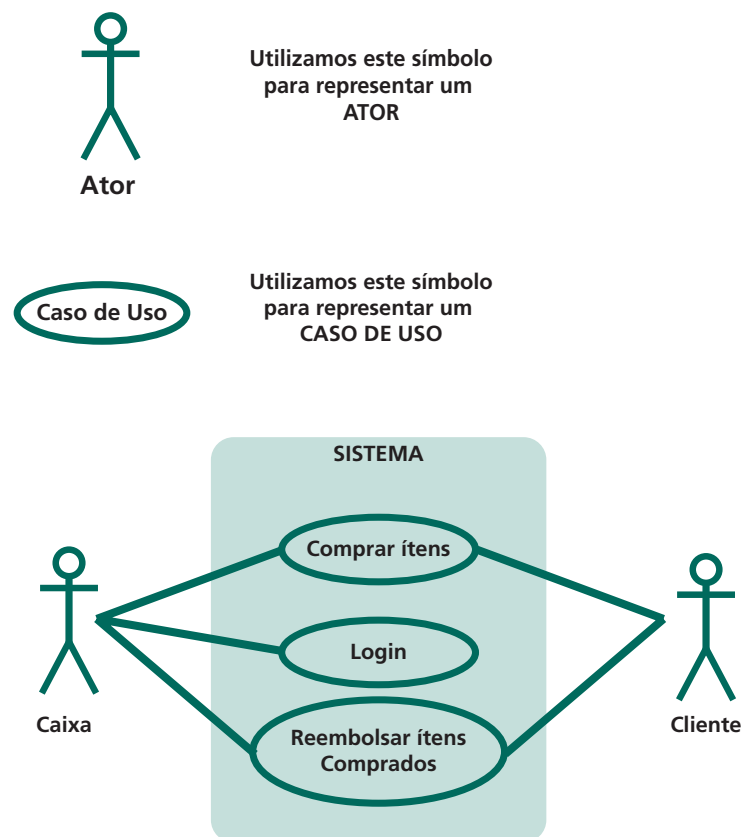 Utilizamos este símbolo
para representar um
ATOR
Ator
Caso de Uso
Utilizamos este símbolo
para representar um
CASO DE USO
SISTEMA
Comprar ítens
Login
Reembolsar ítens
Comprados
Caixa
Cliente